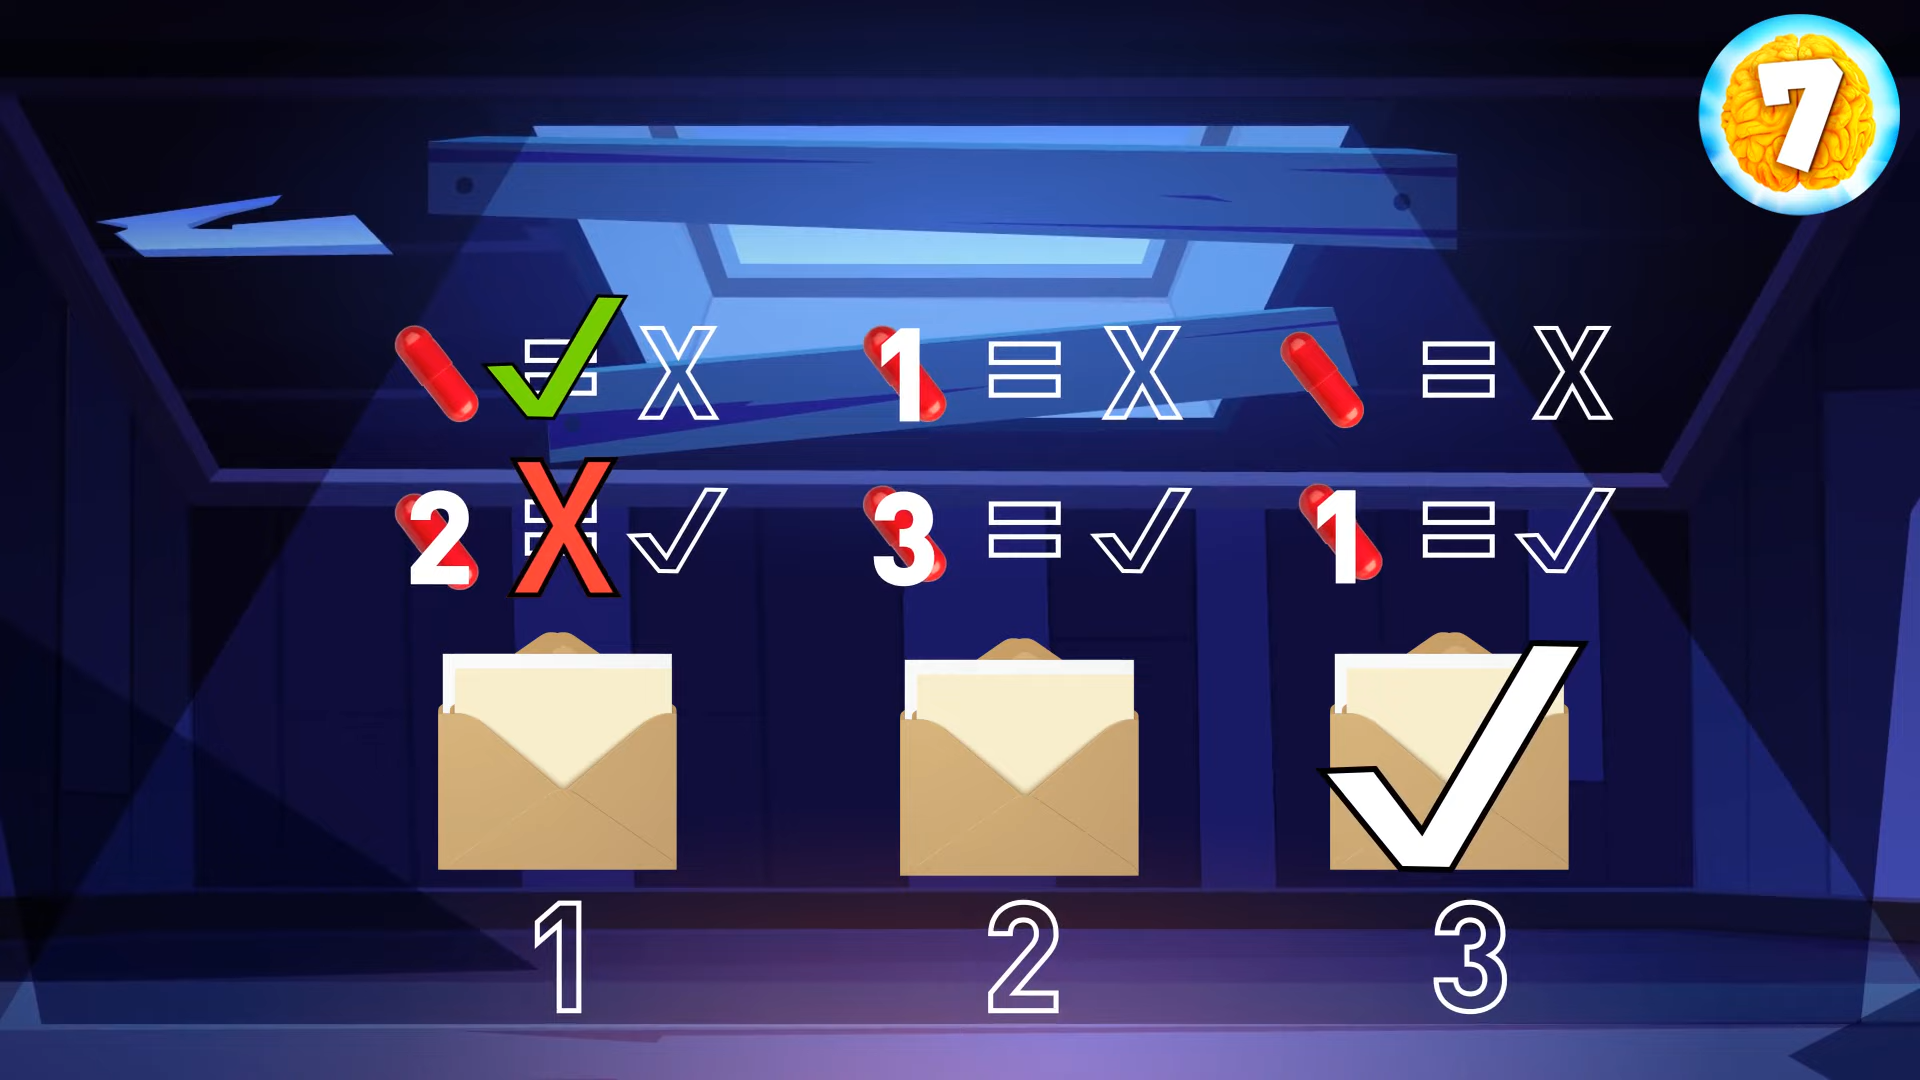 7
= X
1 = X
= X
2 X =
3 =
1 =
1
2
3